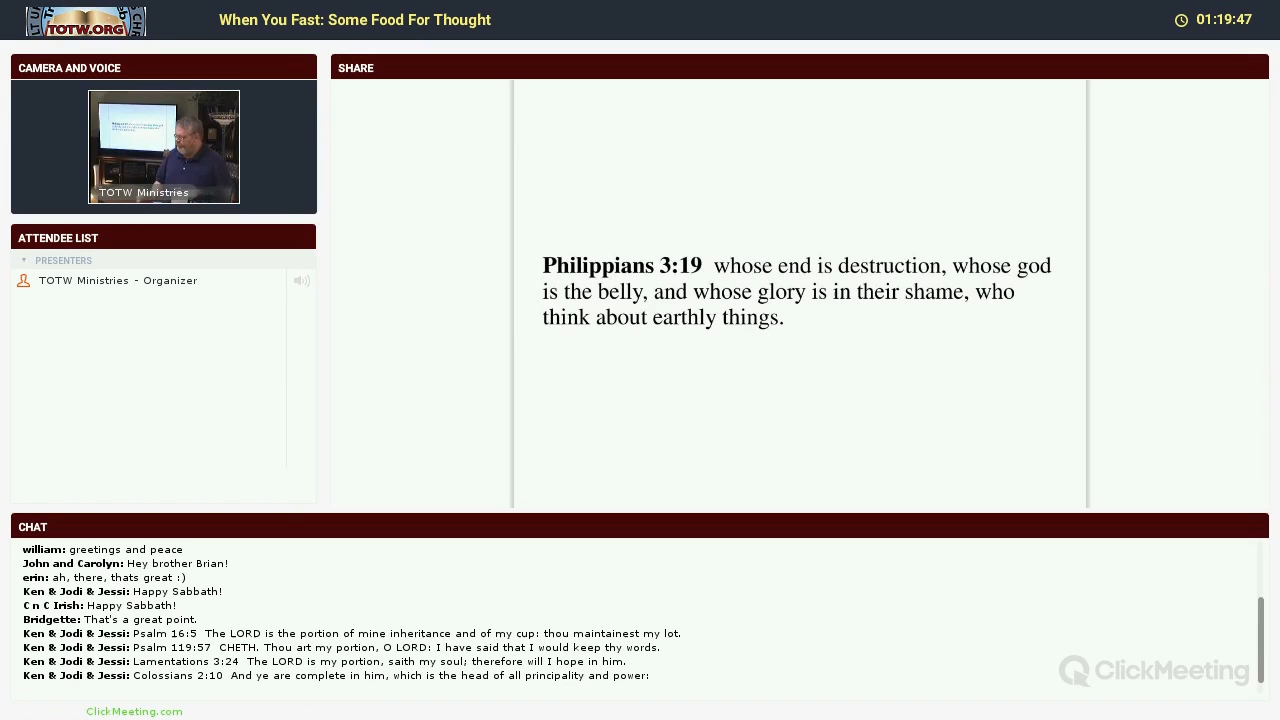 TOTW.ORG
When You Fast: Some Food For Thought
01:19:47
CAMERA AND VOICE
TOTW Ministries
ATTENDEE LIST
PRESENTERS
TOTW Ministries - Organizer
SHARE
Philippians 3:19  whose end is destruction, whose god
is the belly, and whose glory is in their shame, who
think about earthly things.
CHAT
william: greetings and peace
John and Carolyn: Hey brother Brian!
erin: ah, there, thats great :)
Ken & Jodi & Jessi: Happy Sabbath!
C n C Irish: Happy Sabbath!
Bridgette: That's a great point.
Ken & Jodi & Jessi: Psalm 16:5  The LORD is the portion of mine inheritance and of my cup: thou maintainest my lot.
Ken & Jodi & Jessi: Psalm 119:57  CHETH. Thou art my portion, O LORD: I have said that I would keep thy words.
Ken & Jodi & Jessi: Lamentations 3:24  The LORD is my portion, saith my soul; therefore will I hope in him.
Ken & Jodi & Jessi: Colossians 2:10  And ye are complete in him, which is the head of all principality and power:
ClickMeeting
ClickMeeting.com